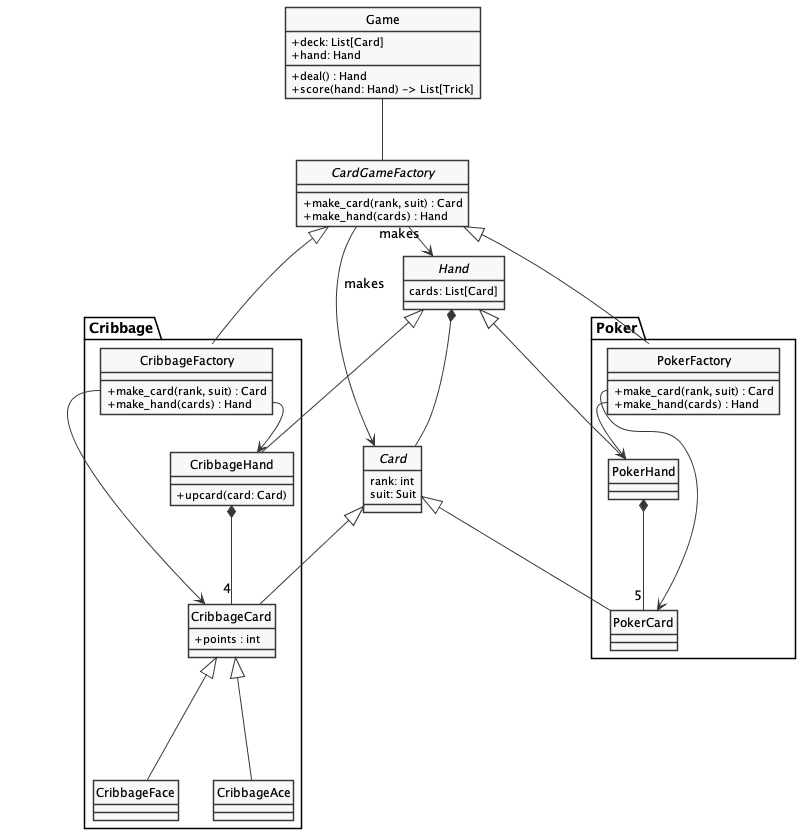 Game
+deck: List[Card]
+hand: Hand
+deal() : Hand
+score(hand: Hand) -> List[Trick]
CardGameFactory
+make_card(rank, suit) : Card
+make_hand(cards) : Hand
makes
Hand
cards: List[Card]
makes
Cribbage
Poker
CribbageFactory
+make_card(rank, suit) : Card
+make_hand(cards) : Hand
PokerFactory
+make_card(rank, suit) : Card
+make_hand(cards) : Hand
CribbageHand
+upcard(card: Card)
Card
rank: int
suit: Suit
PokerHand
4
5
CribbageCard
+points : int
PokerCard
CribbageFace
CribbageAce